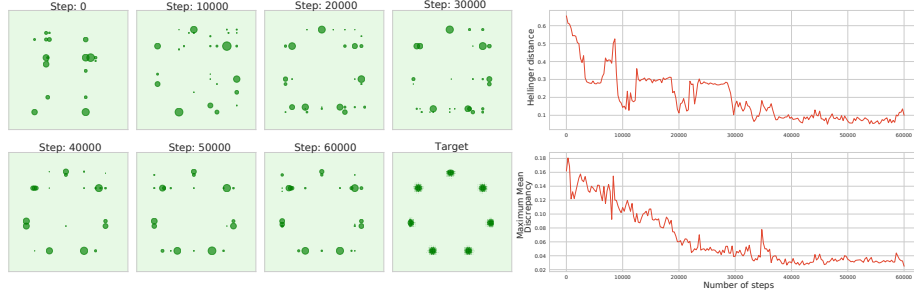 Step: 0
Step: 10000
Step: 20000
Step: 30000
Step: 40000
Step: 50000
Step: 60000
Target
Hellinger distance
0.6
0.5
0.4
0.3
0.2
0.1
0
10000
20000
30000
40000
50000
60000
Maximum Mean
Discrepancy
0.18
0.16
0.14
0.12
0.10
0.08
0.06
0.04
0.02
0
10000
20000
30000
40000
50000
60000
Number of steps